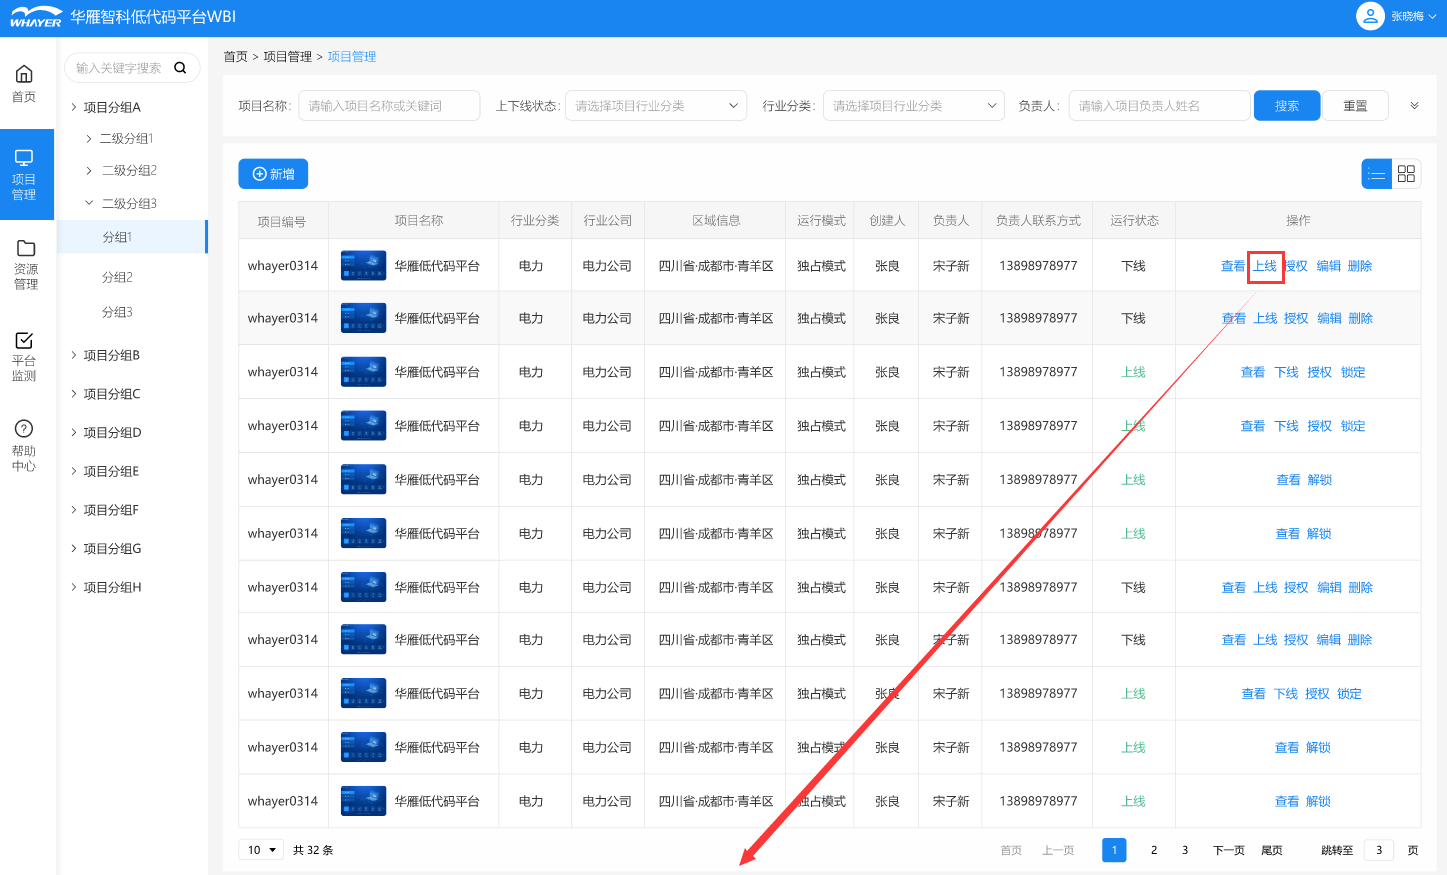 WHAYER 华雁智科低代码平台WBI 张晓梅
首页 > 项目管理 > 项目管理
输入关键字搜索
首页
项目管理
资源管理
平台监测
帮助中心
项目分组A
二级分组1
二级分组2
二级分组3
分组1
分组2
分组3
项目分组B
项目分组C
项目分组D
项目分组E
项目分组F
项目分组G
项目分组H
项目名称: 请输入项目名称或关键词 上下线状态: 请选择项目行业分类 行业分类: 请选择项目行业分类 负责人: 请输入项目负责人姓名 搜索 重置
新增
项目编号 项目名称 行业分类 行业公司 区域信息 运行模式 创建人 负责人 负责人联系方式 运行状态 操作
whayer0314 华雁低代码平台 电力 电力公司 四川省·成都市·青羊区 独占模式 张良 宋子新 13898978977 下线 查看 上线 授权 编辑 删除
whayer0314 华雁低代码平台 电力 电力公司 四川省·成都市·青羊区 独占模式 张良 宋子新 13898978977 下线 查看 上线 授权 编辑 删除
whayer0314 华雁低代码平台 电力 电力公司 四川省·成都市·青羊区 独占模式 张良 宋子新 13898978977 上线 查看 下线 授权 锁定
whayer0314 华雁低代码平台 电力 电力公司 四川省·成都市·青羊区 独占模式 张良 宋子新 13898978977 上线 查看 下线 授权 锁定
whayer0314 华雁低代码平台 电力 电力公司 四川省·成都市·青羊区 独占模式 张良 宋子新 13898978977 上线 查看 解锁
whayer0314 华雁低代码平台 电力 电力公司 四川省·成都市·青羊区 独占模式 张良 宋子新 13898978977 上线 查看 解锁
whayer0314 华雁低代码平台 电力 电力公司 四川省·成都市·青羊区 独占模式 张良 宋子新 13898978977 下线 查看 上线 授权 编辑 删除
whayer0314 华雁低代码平台 电力 电力公司 四川省·成都市·青羊区 独占模式 张良 宋子新 13898978977 下线 查看 上线 授权 编辑 删除
whayer0314 华雁低代码平台 电力 电力公司 四川省·成都市·青羊区 独占模式 张良 宋子新 13898978977 上线 查看 下线 授权 锁定
whayer0314 华雁低代码平台 电力 电力公司 四川省·成都市·青羊区 独占模式 张良 宋子新 13898978977 上线 查看 解锁
whayer0314 华雁低代码平台 电力 电力公司 四川省·成都市·青羊区 独占模式 张良 宋子新 13898978977 上线 查看 解锁
10 共 32 条 首页 上一页 1 2 3 下一页 尾页 跳转至 3 页